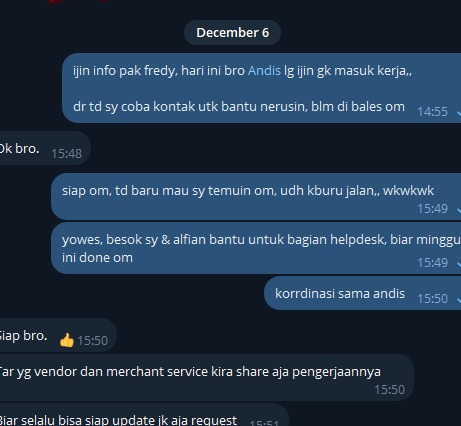 December 6
ijin info pak fredy, hari ini bro Andis lg ijin gk masuk kerja,,
dr td sy coba kontak utk bantu nerusin, blm di bales om
14:55
Ok bro.
15:48
siap om, td baru mau sy temuin om, udh kburu jalan,, wkwkwk
15:49
yowes, besok sy & alfian bantu untuk bagian helpdesk, biar minggu
ini done om
15:49
korrdinasi sama andis
15:50
Siap bro.
👍 15:50
Tar yg vendor dan merchant service kira share aja pengerjaannya
15:50
Biar selalu bisa siap update jk aja request
15:51